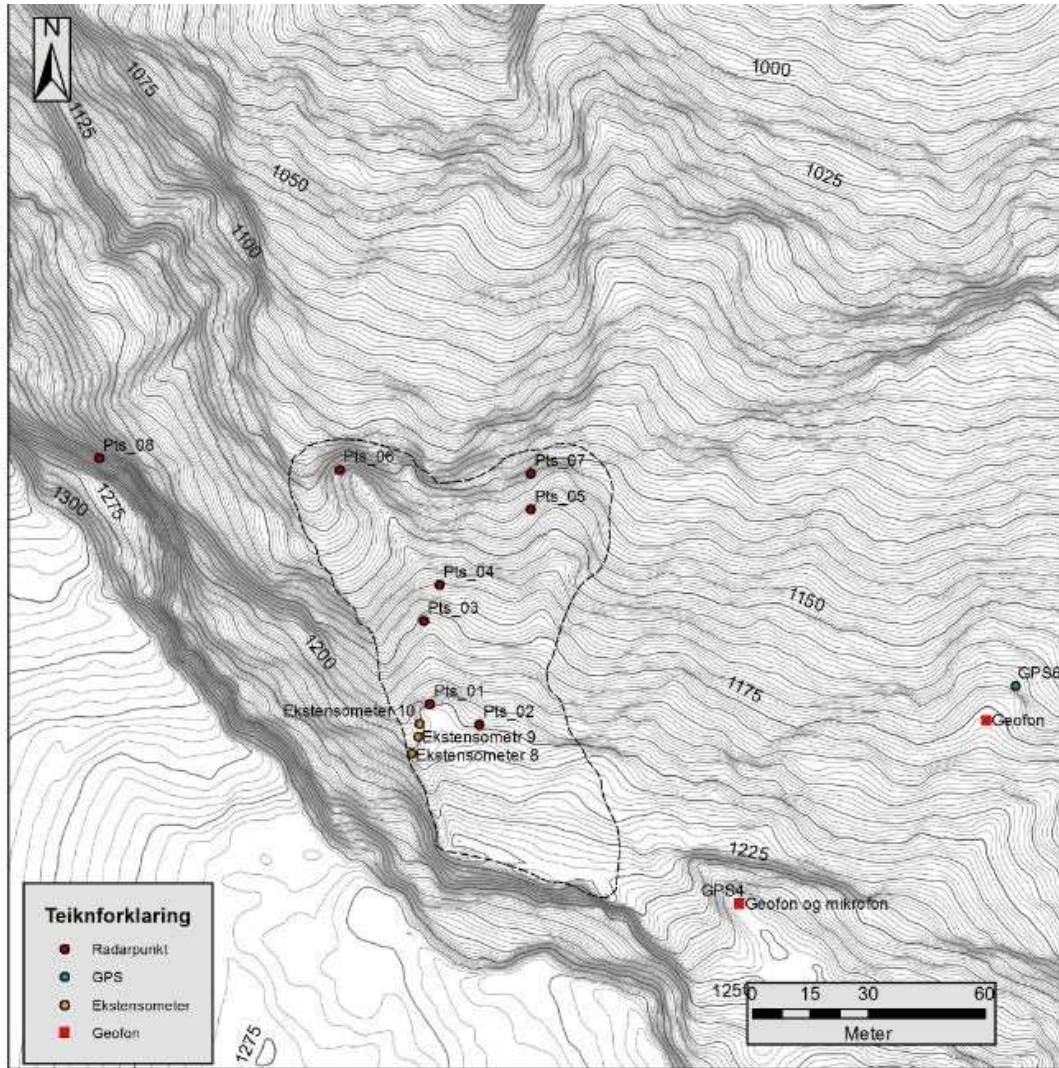 N
1000
1075
1125
1050
1025
1100
Pts_08
Pts_06
Pts_07
1300
1275
Pts_05
Pts_04
1150
Pts_03
1200
1175
GPS6
Pts_01
Ekstensometer 10
Pts_02
Geofon
Ekstensometr 9
Ekstensometer 8
1225
GPS4
Geofon og mikrofon
Teiknforklaring
Radarpunkt
GPS
Ekstensometer
Geofon
1250
0 15 30 60
Meter
1275